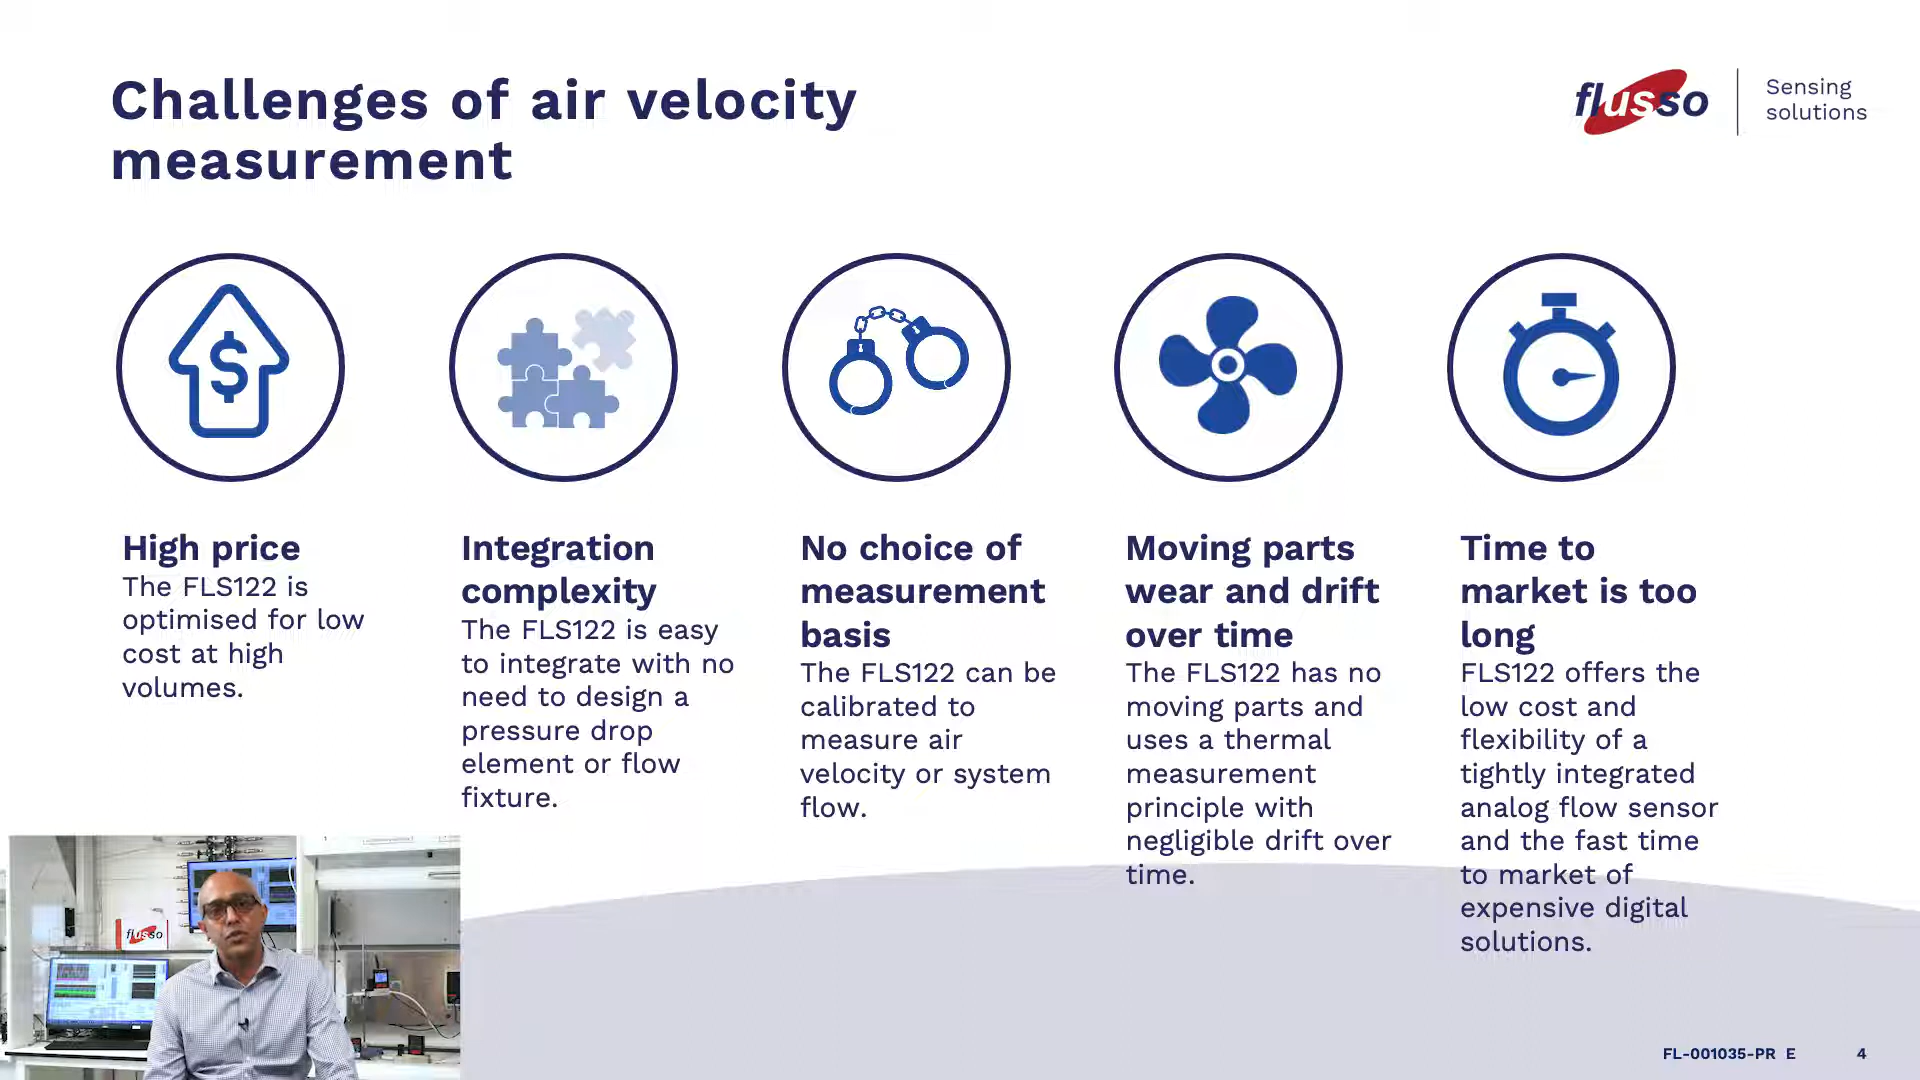 Challenges of air velocity
measurement
flusso
Sensing
solutions
High price
The FLS122 is
optimised for low
cost at high
volumes.
Integration
complexity
The FLS122 is easy
to integrate with no
need to design a
pressure drop
element or flow
fixture.
No choice of
measurement
basis
The FLS122 can be
calibrated to
measure air
velocity or system
flow.
Moving parts
wear and drift
over time
The FLS122 has no
moving parts and
uses a thermal
measurement
principle with
negligible drift over
time.
Time to
market is too
long
FLS122 offers the
low cost and
flexibility of a
tightly integrated
analog flow sensor
and the fast time
to market of
expensive digital
solutions.
flusso
FL-001035-PR E
4